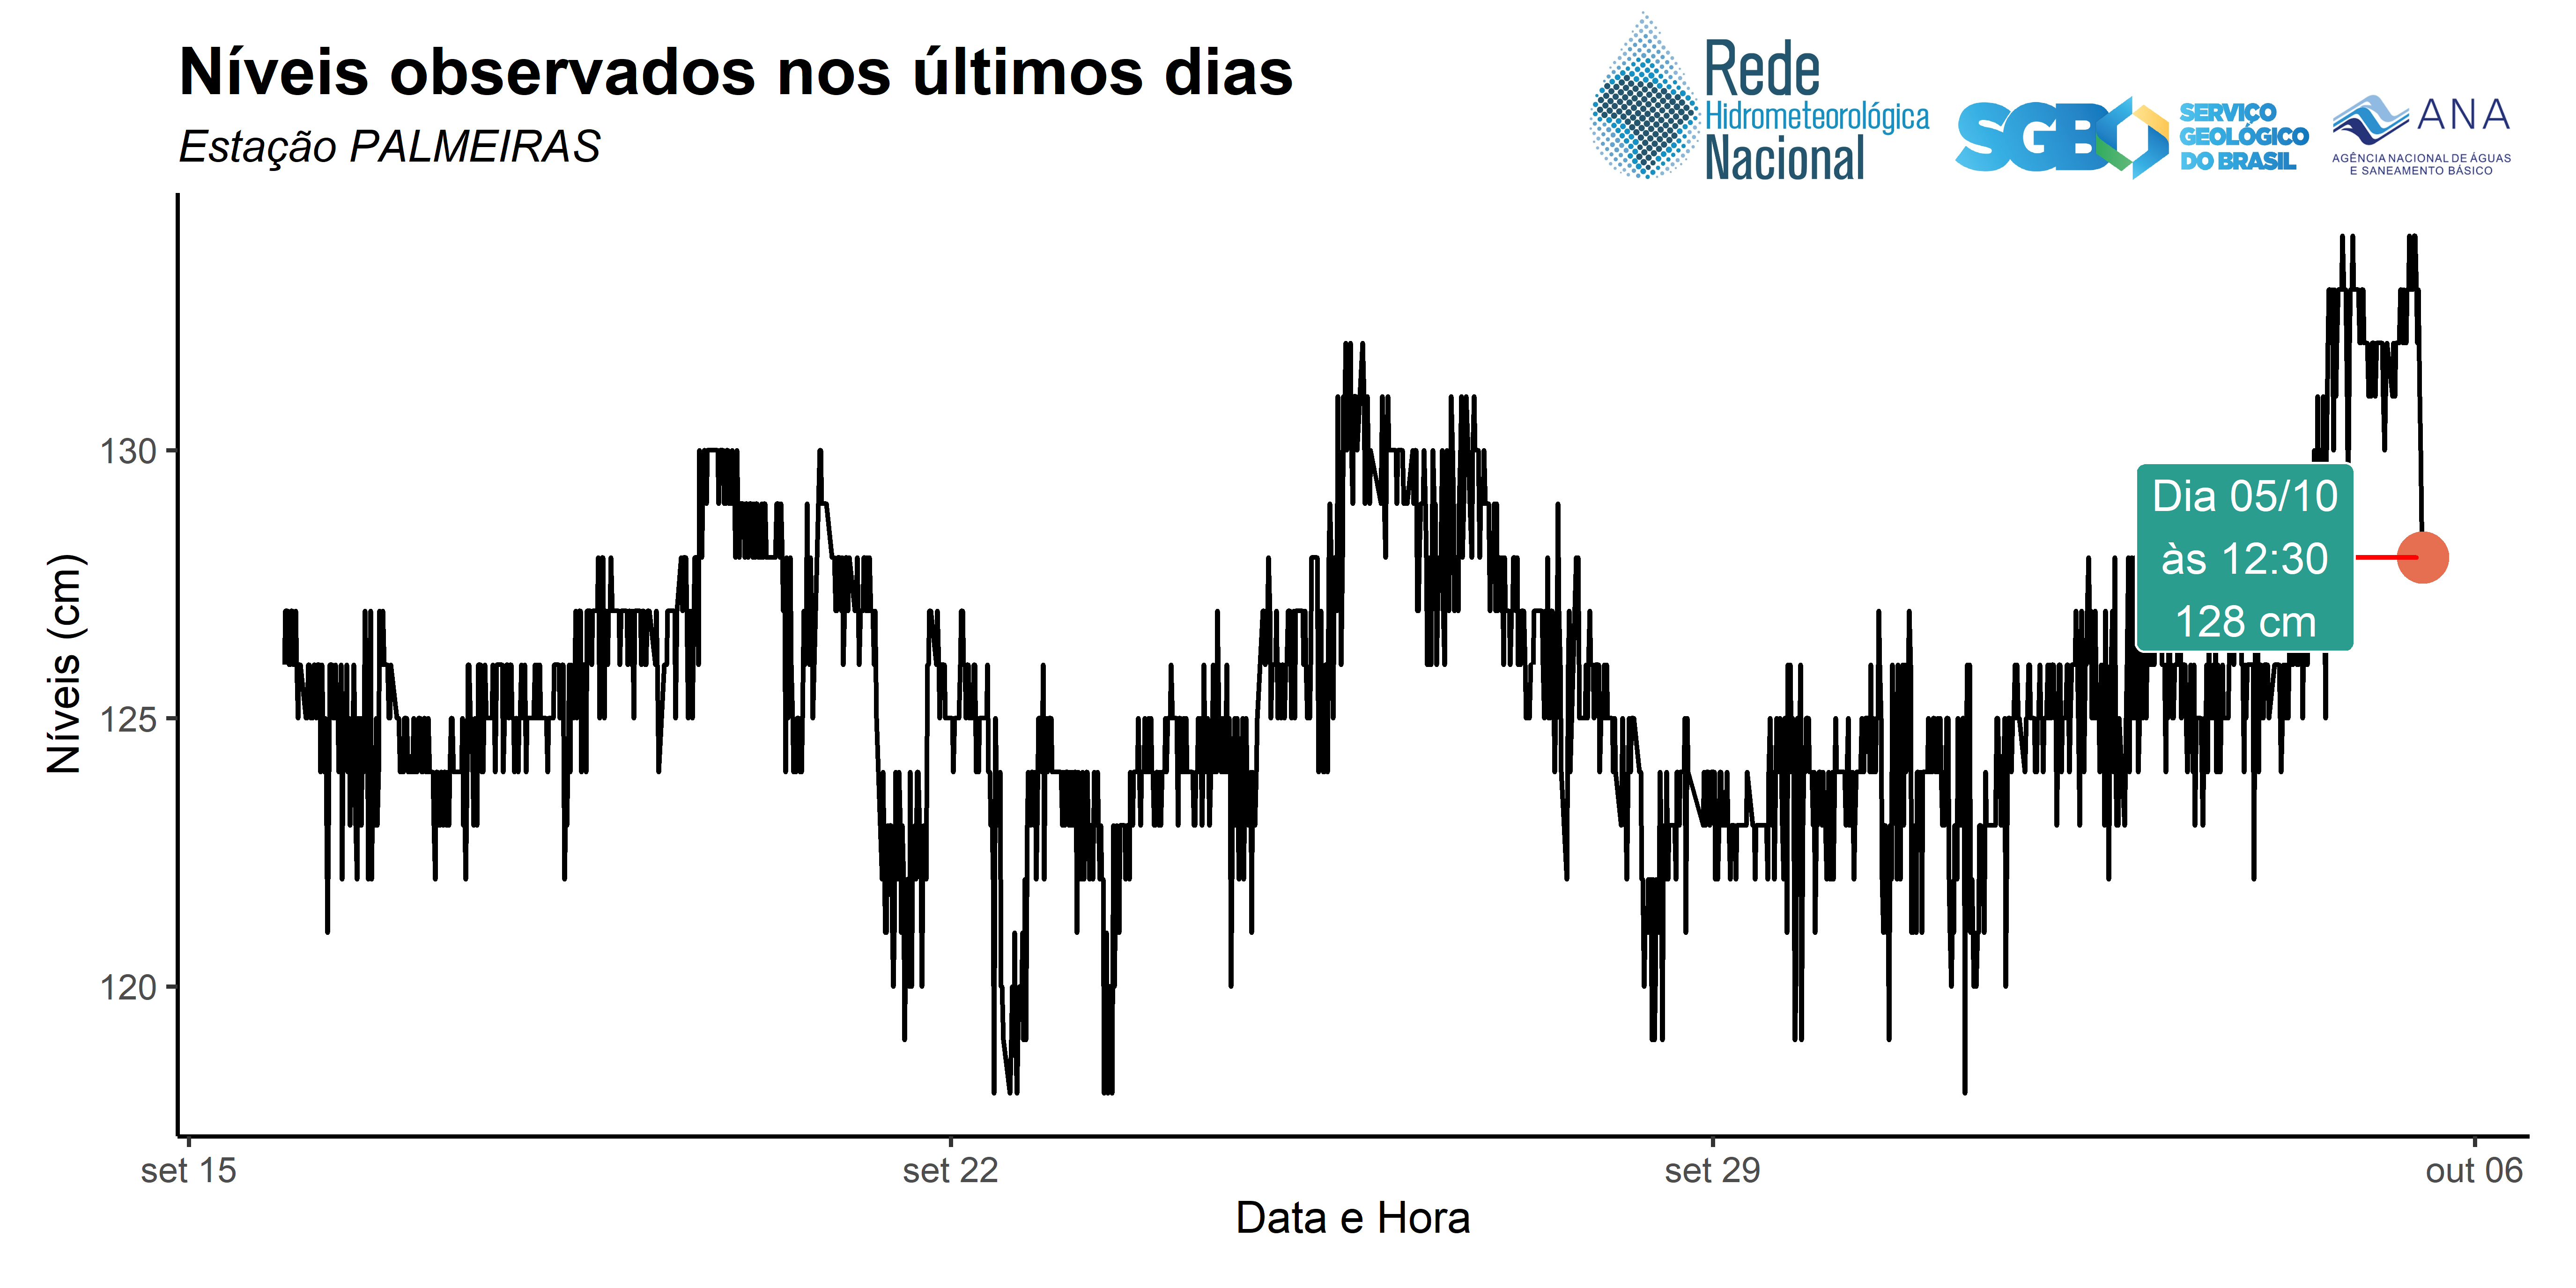 Níveis observados nos últimos dias
Estação PALMEIRAS
Rede
Hidrometeorológica
Nacional
SGB
SERVIÇO
GEOLÓGICO
DO BRASIL
ANA
AGÊNCIA NACIONAL DE ÁGUAS
E SANEAMENTO BÁSICO
Níveis (cm)
130
125
120
Dia 05/10
às 12:30
128 cm
set 15
set 22
set 29
out 06
Data e Hora